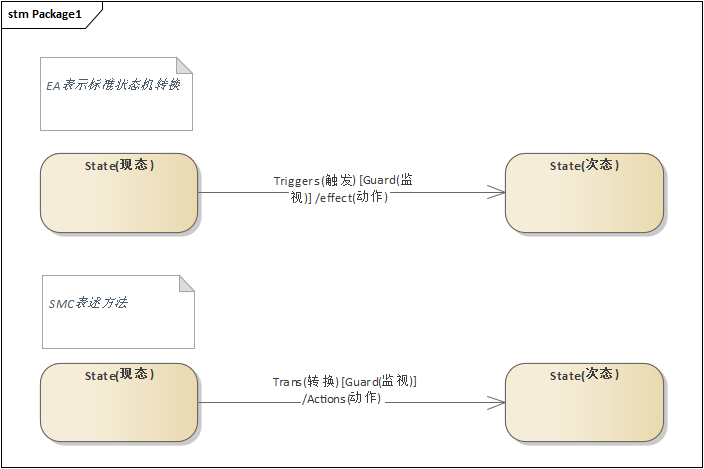 stm Package1
EA表示标准状态机转换
State(现态)
State(次态)
Triggers(触发) [Guard(监
视)] /effect(动作)
SMC表述方法
State(现态)
State(次态)
Trans(转换) [Guard(监视)]
/Actions(动作)